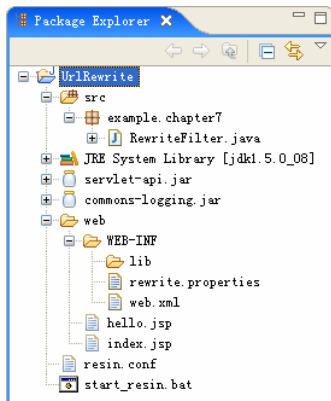 Package Explorer
UrlRewrite
src
example.chapter7
RewriteFilter.java
JRE System Library [jdk1.5.0_08]
servlet-api.jar
commons-logging.jar
web
WEB-INF
lib
rewrite.properties
web.xml
hello.jsp
index.jsp
resin.conf
start_resin.bat